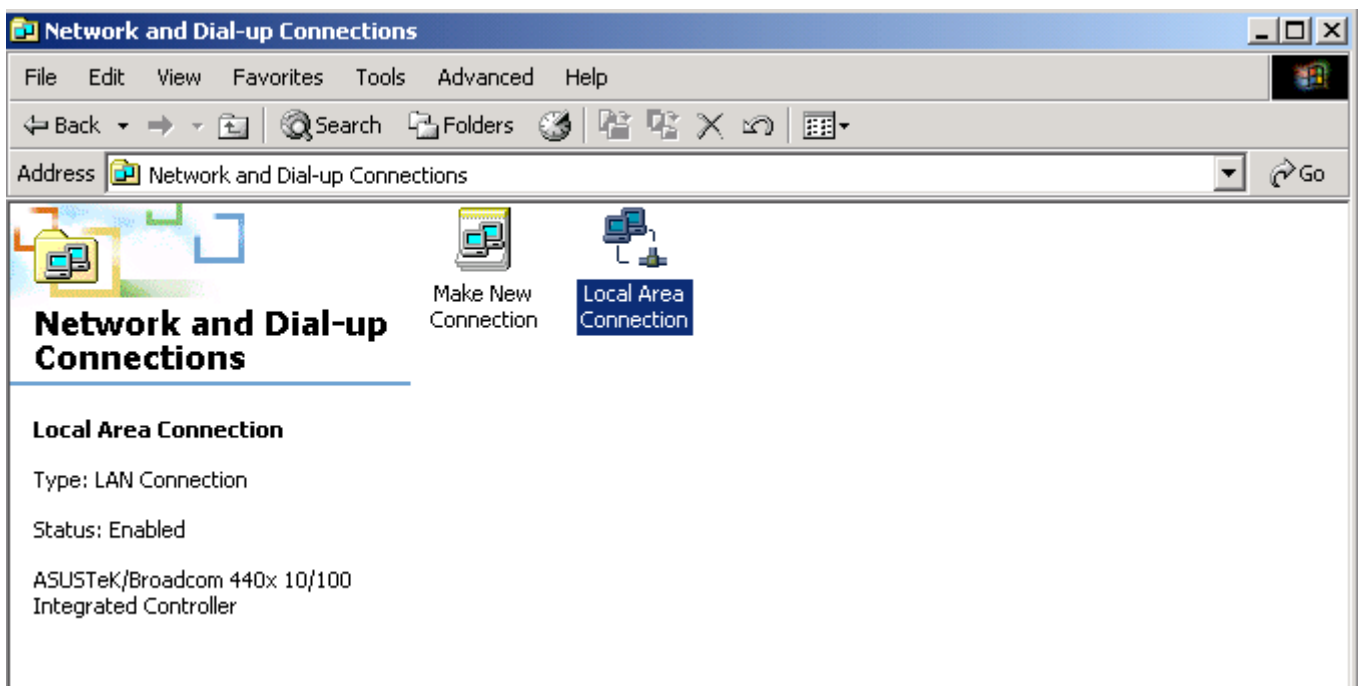 Network and Dial-up Connections
File Edit View Favorites Tools Advanced Help
Back Search Folders
Address Network and Dial-up Connections Go
Make New
Connection
Local Area
Connection
Network and Dial-up
Connections
Local Area Connection
Type: LAN Connection
Status: Enabled
ASUSTeK/Broadcom 440x 10/100
Integrated Controller